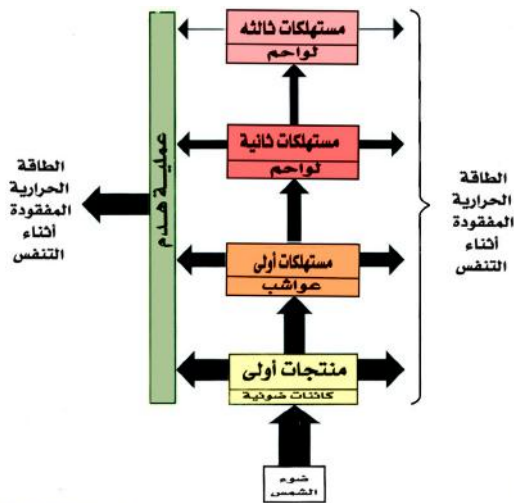 مستهلكات ثالثه
لواحم
مستهلكات ثانية
لواحم
مستهلكات أولى
عواشب
منتجات أولى
كائنات ضوئية
ضوء
الشمس
عملية هدم
الطاقة
الحرارية
المفقودة
أثناء
التنفس
الطاقة
الحرارية
المفقودة
أثناء
التنفس